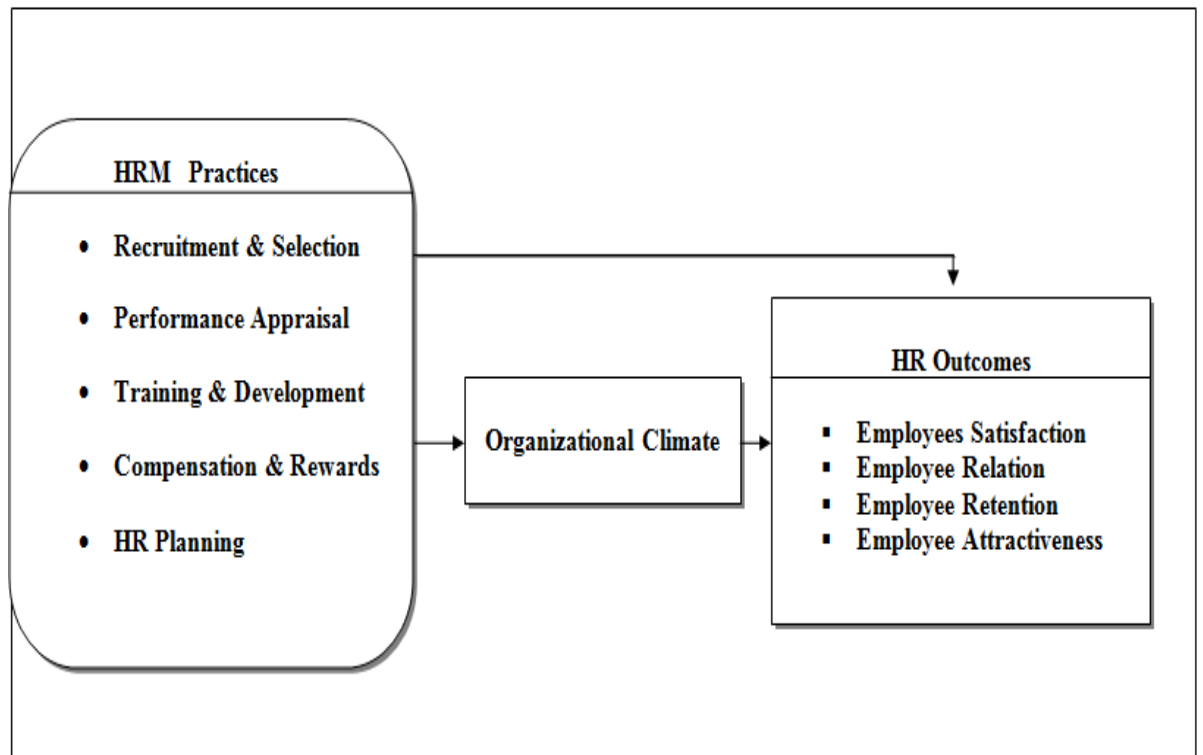 HRM Practices
• Recruitment & Selection
• Performance Appraisal
• Training & Development
• Compensation & Rewards
• HR Planning
Organizational Climate
HR Outcomes
▪ Employees Satisfaction
▪ Employee Relation
▪ Employee Retention
▪ Employee Attractiveness